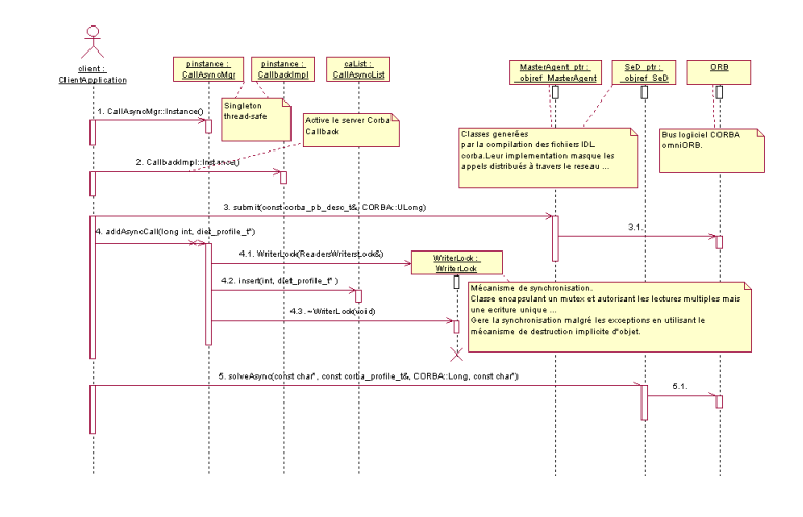 client :
ClientApplication
pinstance :
CallAsyncMgr
pinstance :
CallbackImpl
caList :
CallAsyncList
MasterAgent_ptr :
_objref_MasterAgent
SeD_ptr :
_objref_SeD
ORB
1. CallAsyncMgr::Instance()
Singleton
thread-safe
Active le server Corba
Callback
Classes generées
par la compilation des fichiers IDL
corba.Leur implementation masque les
appels distribués à travers le reseau ...
Bus logiciel CORBA
omniORB.
2. CallbackImpl::Instance()
3. submit(const corba_pb_desc_t&, CORBA::ULong)
3.1.
4. addAsyncCall(long int, diet_profile_t*)
4.1. WriterLock(ReadersWritersLock&)
WriterLock :
WriterLock
4.2. insert(int, diet_profile_t* )
4.3. ~WriterLock(void)
Mécanisme de synchronisation.
Classe encapsulant un mutex et autorisant les lectures multiples mais
une ecriture unique ...
Gere la synchronisation malgré les exceptions en utilisant le
mécanisme de destruction implicite d'objet.
5. solveAsync(const char*, const corba_profile_t&, CORBA::Long, const char*))
5.1.